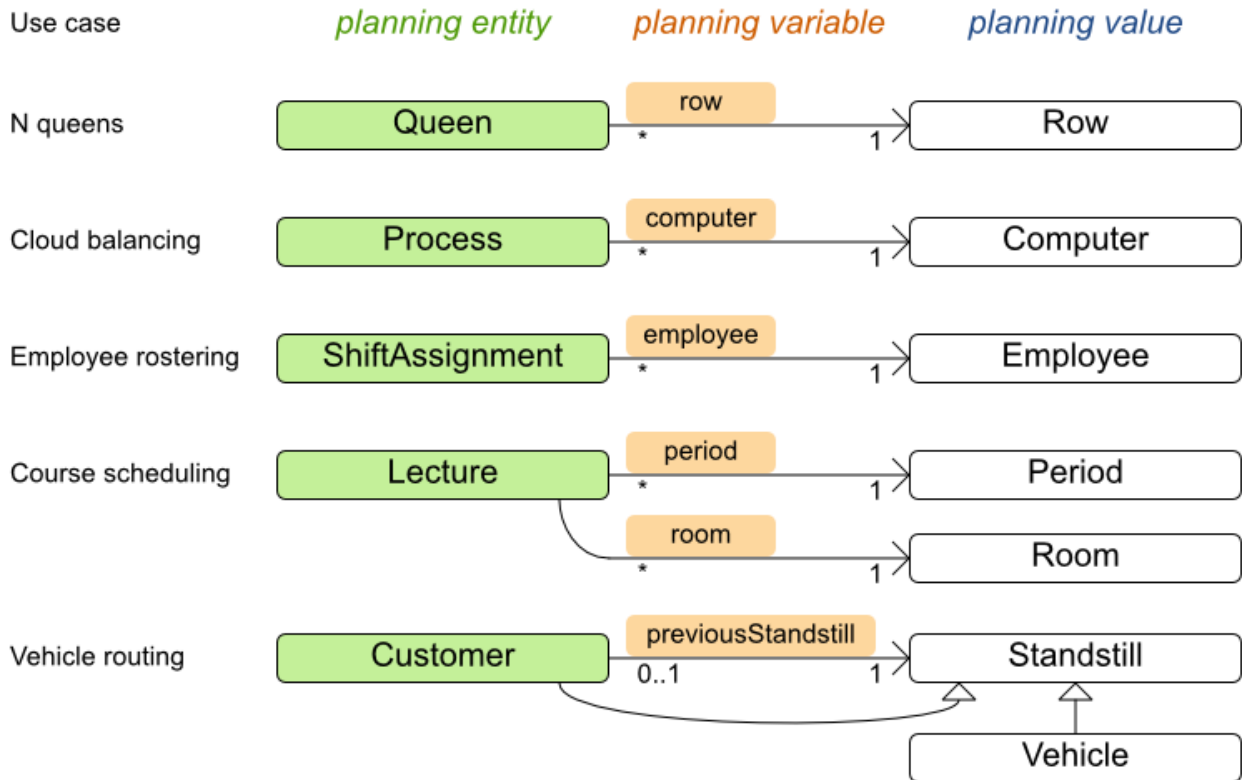 Use case planning entity planning variable planning value
row
N queens Queen Row
* 1
computer
Cloud balancing Process Computer
* 1
employee
Employee rostering ShiftAssignment Employee
* 1
period
Course scheduling Lecture Period
* 1
room
Room
* 1
previousStandstill
Vehicle routing Customer Standstill
0..1 1
Vehicle